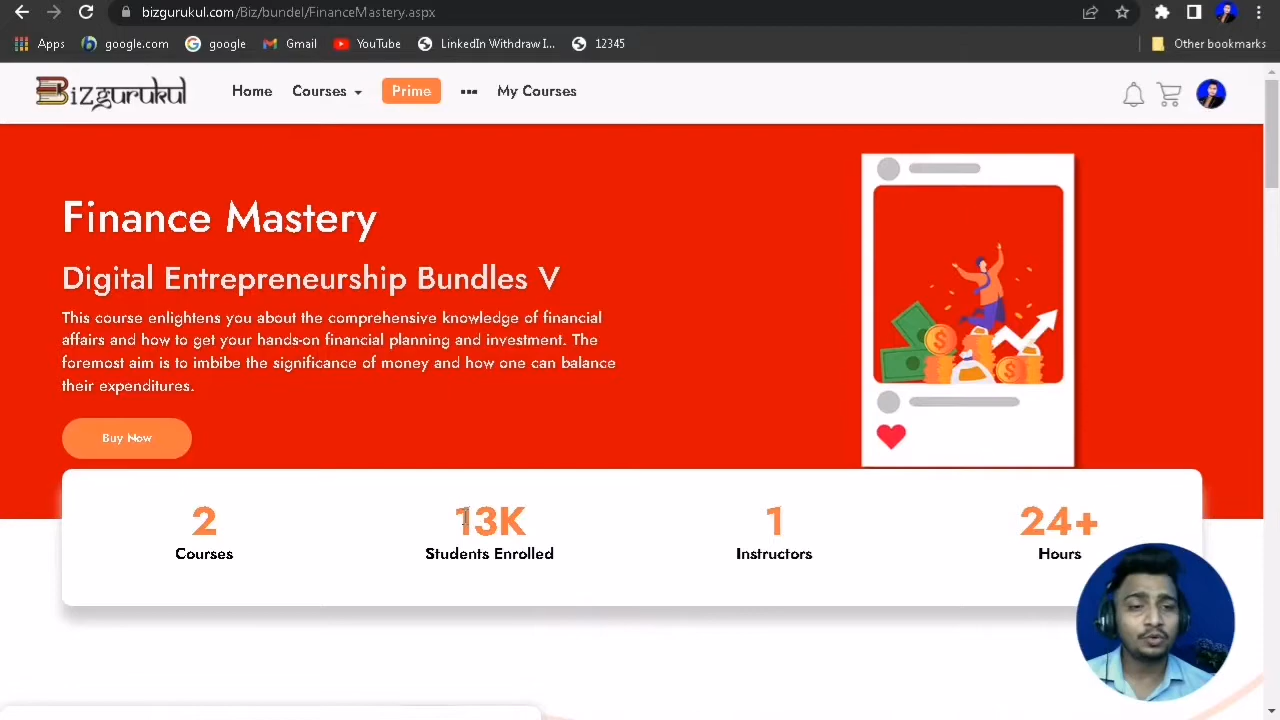 bizgurukul.com/Biz/bundel/FinanceMastery.aspx
Apps google.com google Gmail YouTube LinkedIn Withdraw I... 12345 Other bookmarks
Bizgurukul Home Courses Prime ••• My Courses
Finance Mastery
Digital Entrepreneurship Bundles V
This course enlightens you about the comprehensive knowledge of financial
affairs and how to get your hands-on financial planning and investment. The
foremost aim is to imbibe the significance of money and how one can balance
their expenditures.
Buy Now
2 13K 1 24+
Courses Students Enrolled Instructors Hours